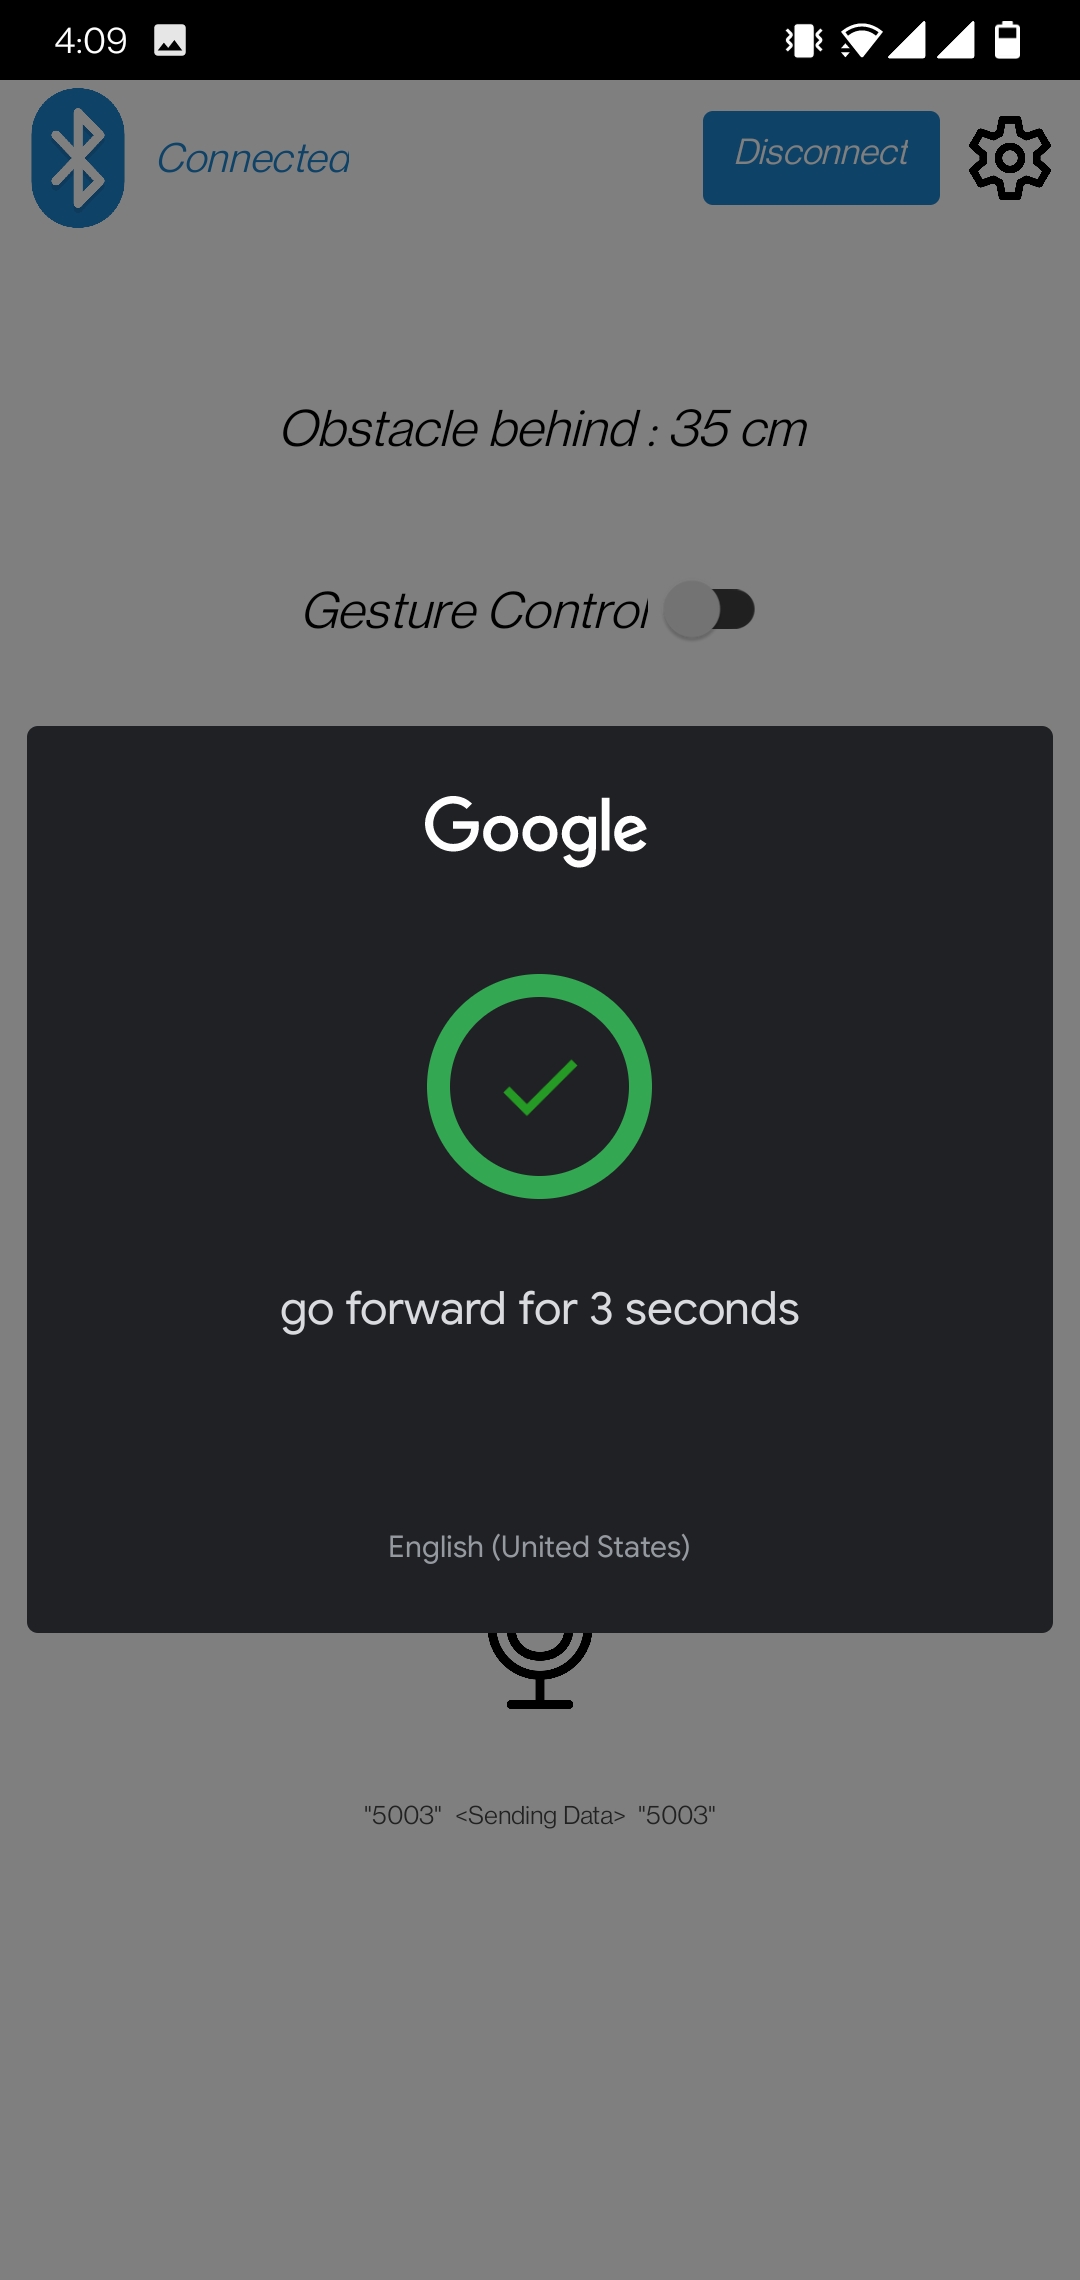 4:09
Connected
Disconnect
Obstacle behind : 35 cm
Gesture Control
Google
go forward for 3 seconds
English (United States)
"5003" <Sending Data> "5003"